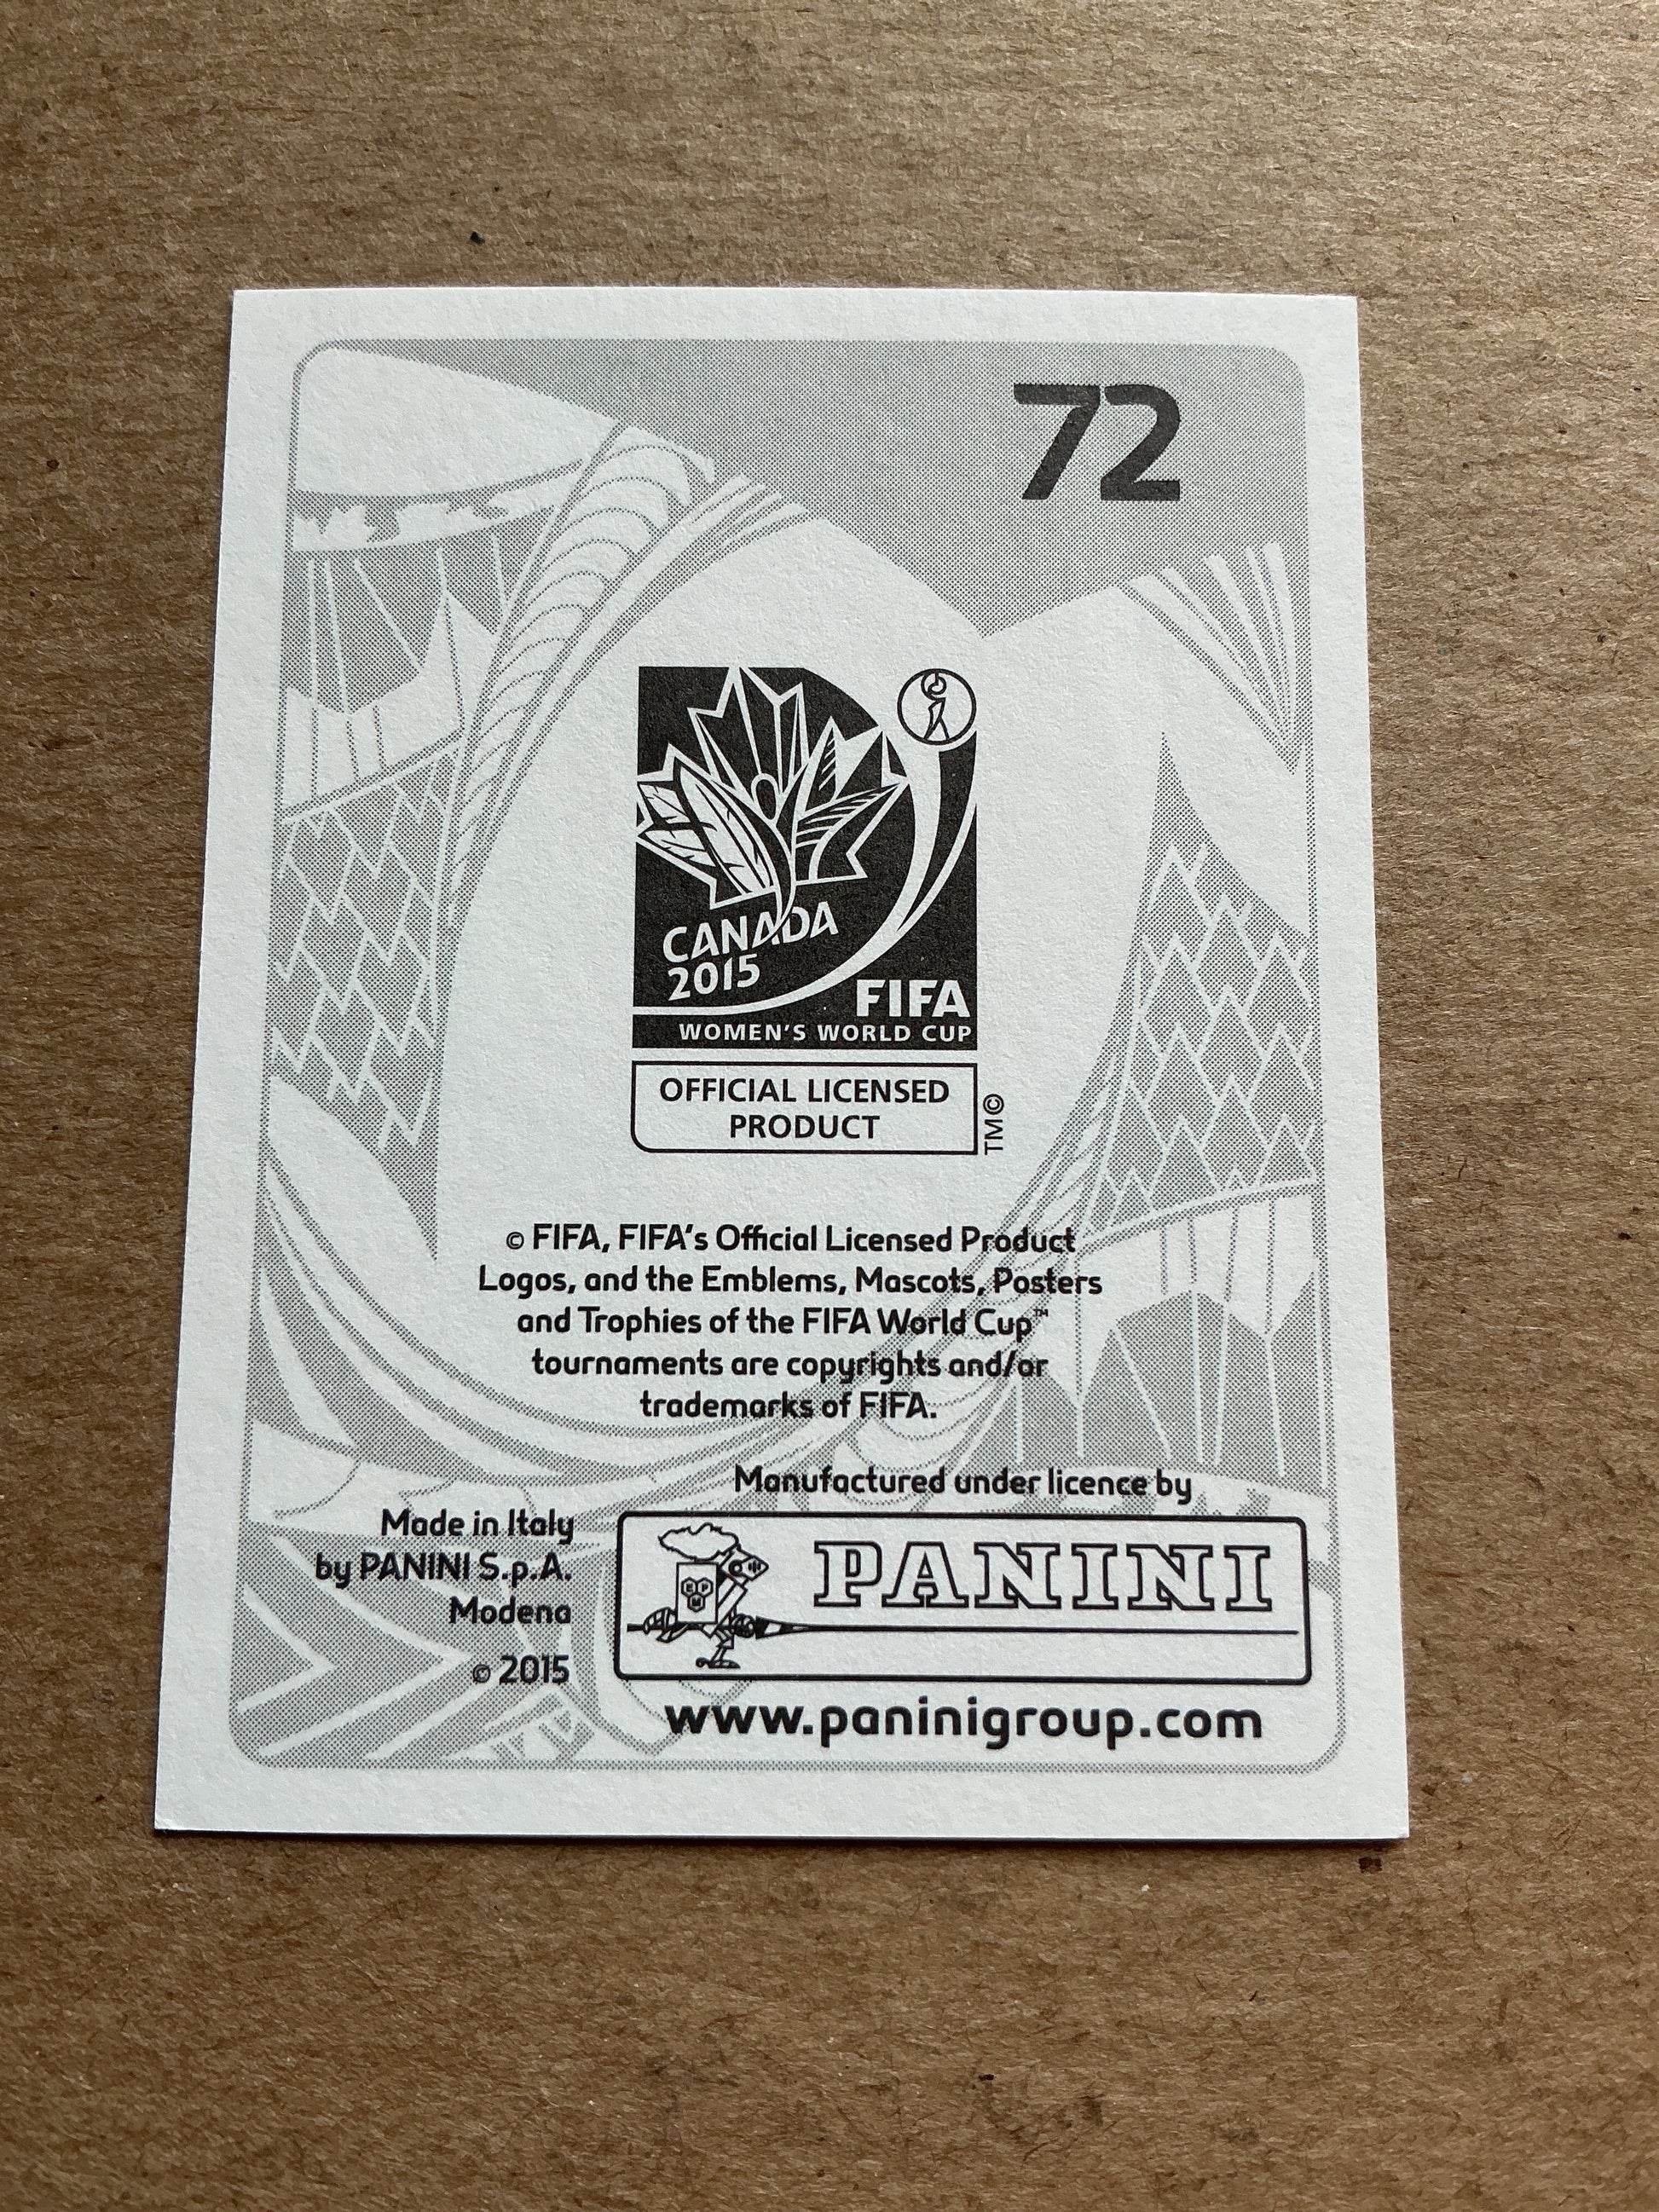 72
CANADA
2015
FIFA
WOMEN'S WORLD CUP
OFFICIAL LICENSED
PRODUCT
TM©
© FIFA, FIFA's Official Licensed Product
Logos, and the Emblems, Mascots, Posters
and Trophies of the FIFA World Cup™
tournaments are copyrights and/or
trademarks of FIFA.
Manufactured under licence by
Made in Italy
by PANINI S.p.A.
Modena
© 2015
EFPM
PANINI
www.paninigroup.com